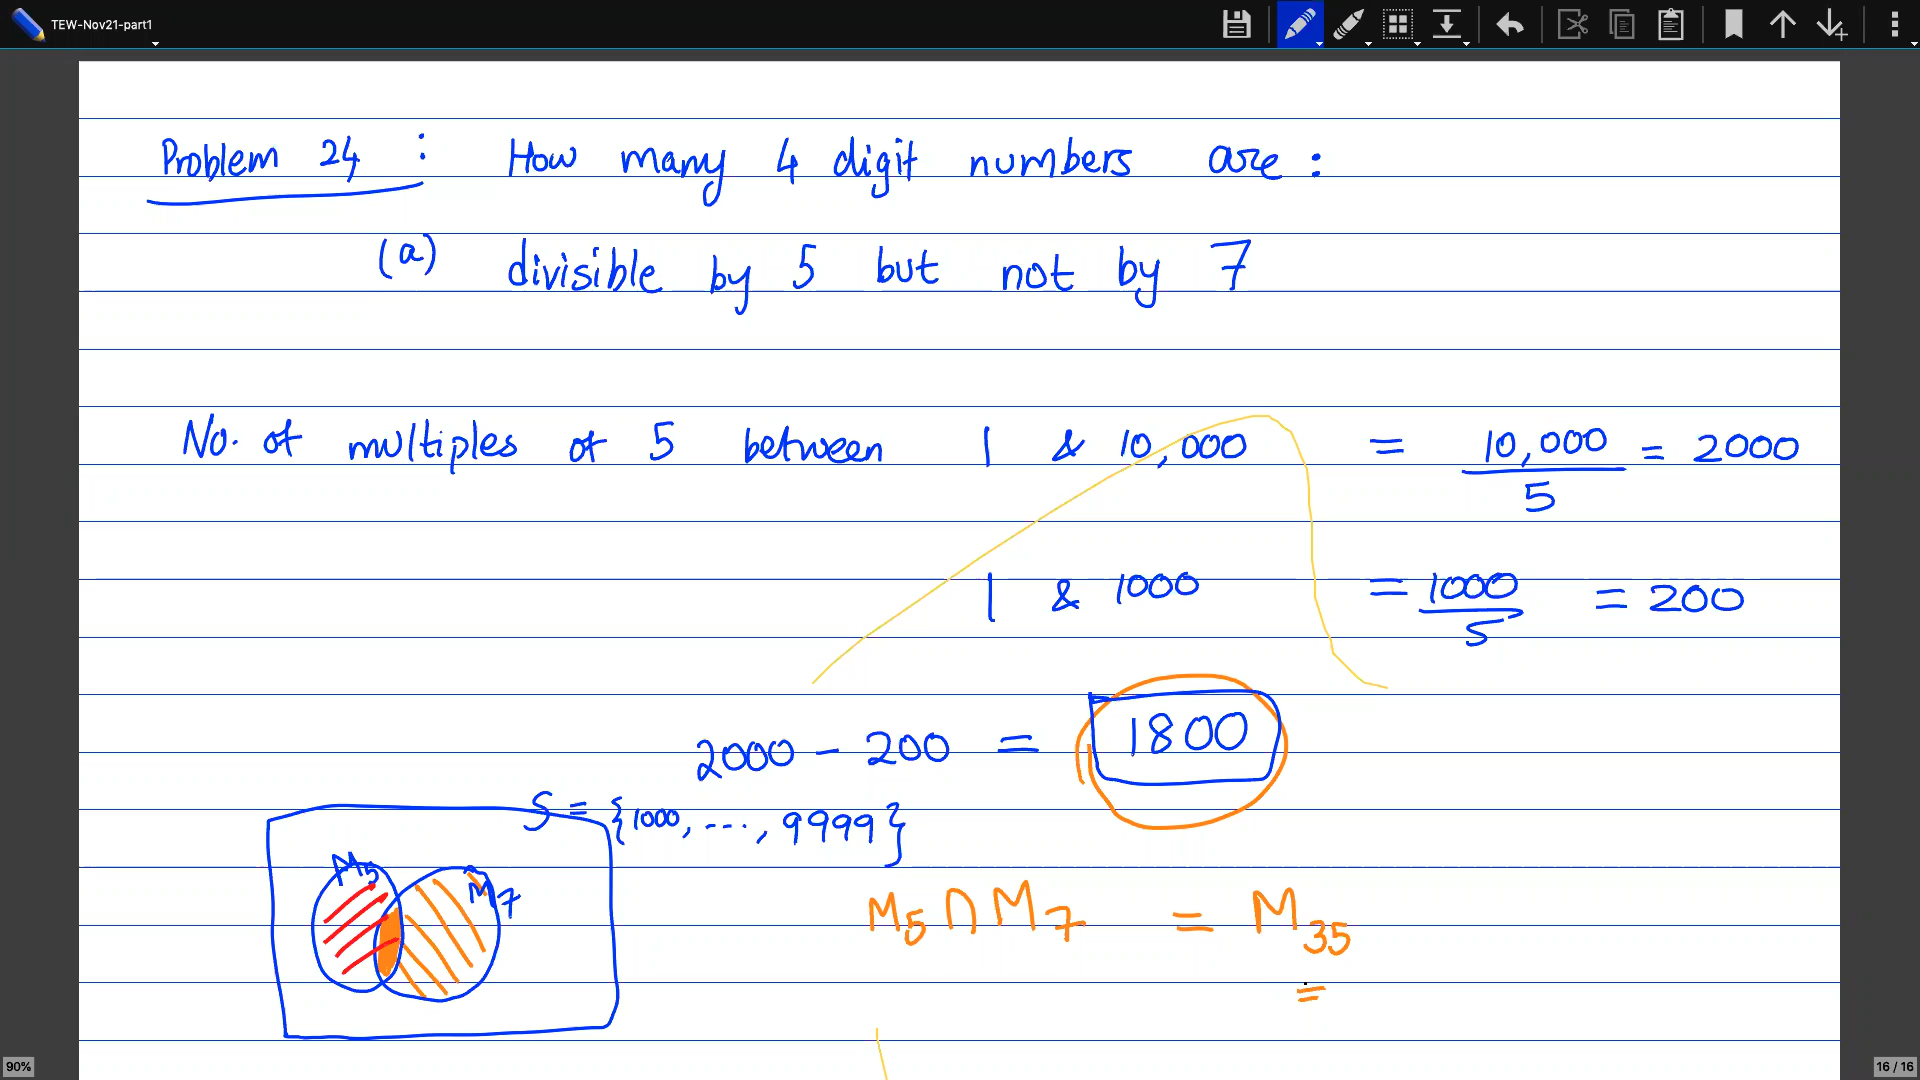 TEW-Nov21-part1
Problem 24 : How many 4 digit numbers are :
(a) divisible by 5 but not by 7
No. of multiples of 5 between 1 & 10,000 = 10,000/5 = 2000
1 & 1000 = 1000/5 = 200
2000 - 200 = 1800
S = {1000, ..., 9999}
M5 M7
M5 ∩ M7 = M35
=
90%
16 / 16